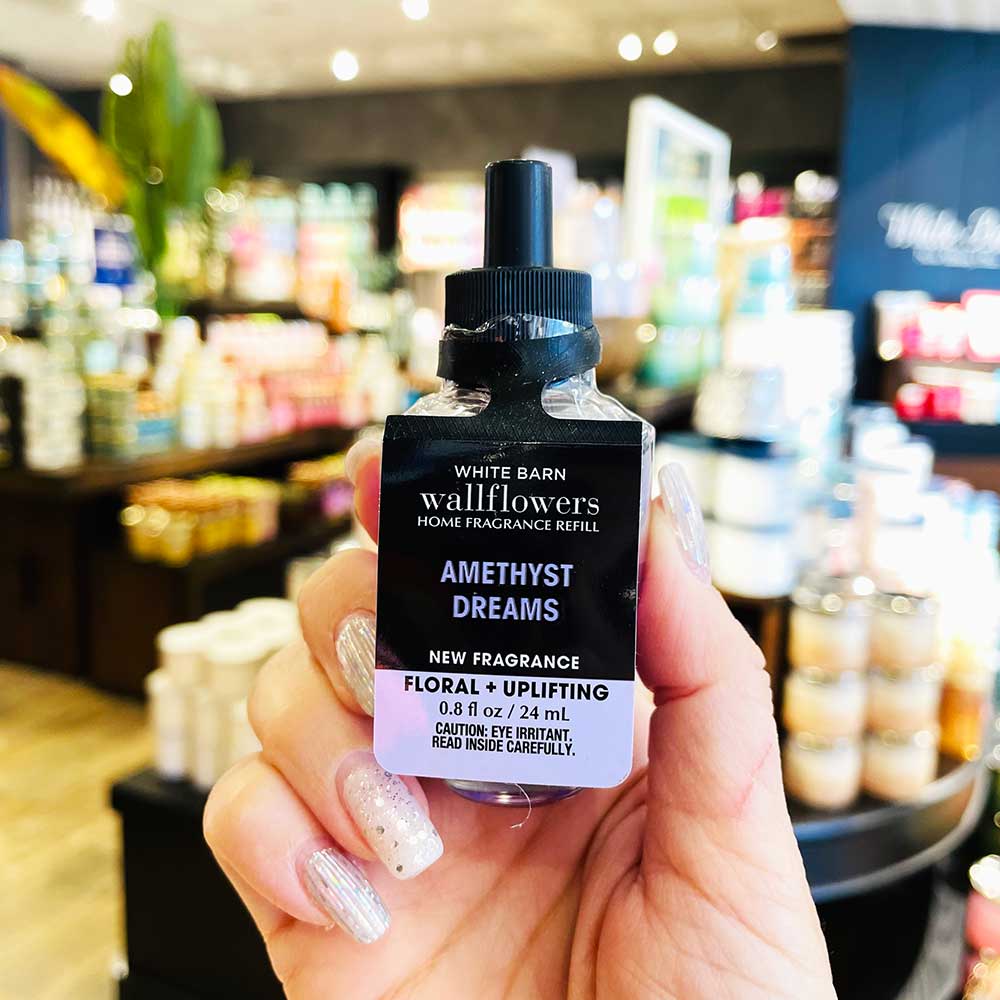 WHITE BARN
wallflowers
HOME FRAGRANCE REFILL
AMETHYST
DREAMS
NEW FRAGRANCE
FLORAL + UPLIFTING
0.8 fl oz / 24 mL
CAUTION: EYE IRRITANT.
READ INSIDE CAREFULLY.
White